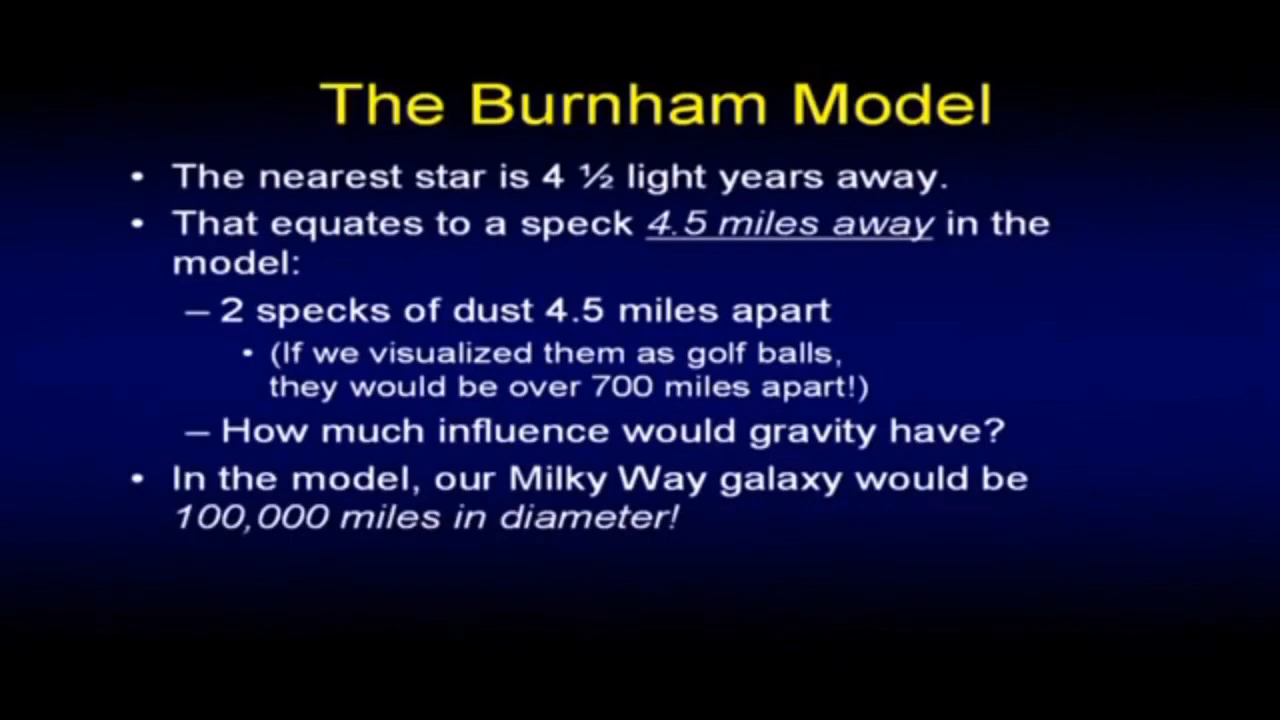 The Burnham Model
• The nearest star is 4 ½ light years away.
• That equates to a speck 4.5 miles away in the
model:
– 2 specks of dust 4.5 miles apart
• (If we visualized them as golf balls,
they would be over 700 miles apart!)
– How much influence would gravity have?
• In the model, our Milky Way galaxy would be
100,000 miles in diameter!